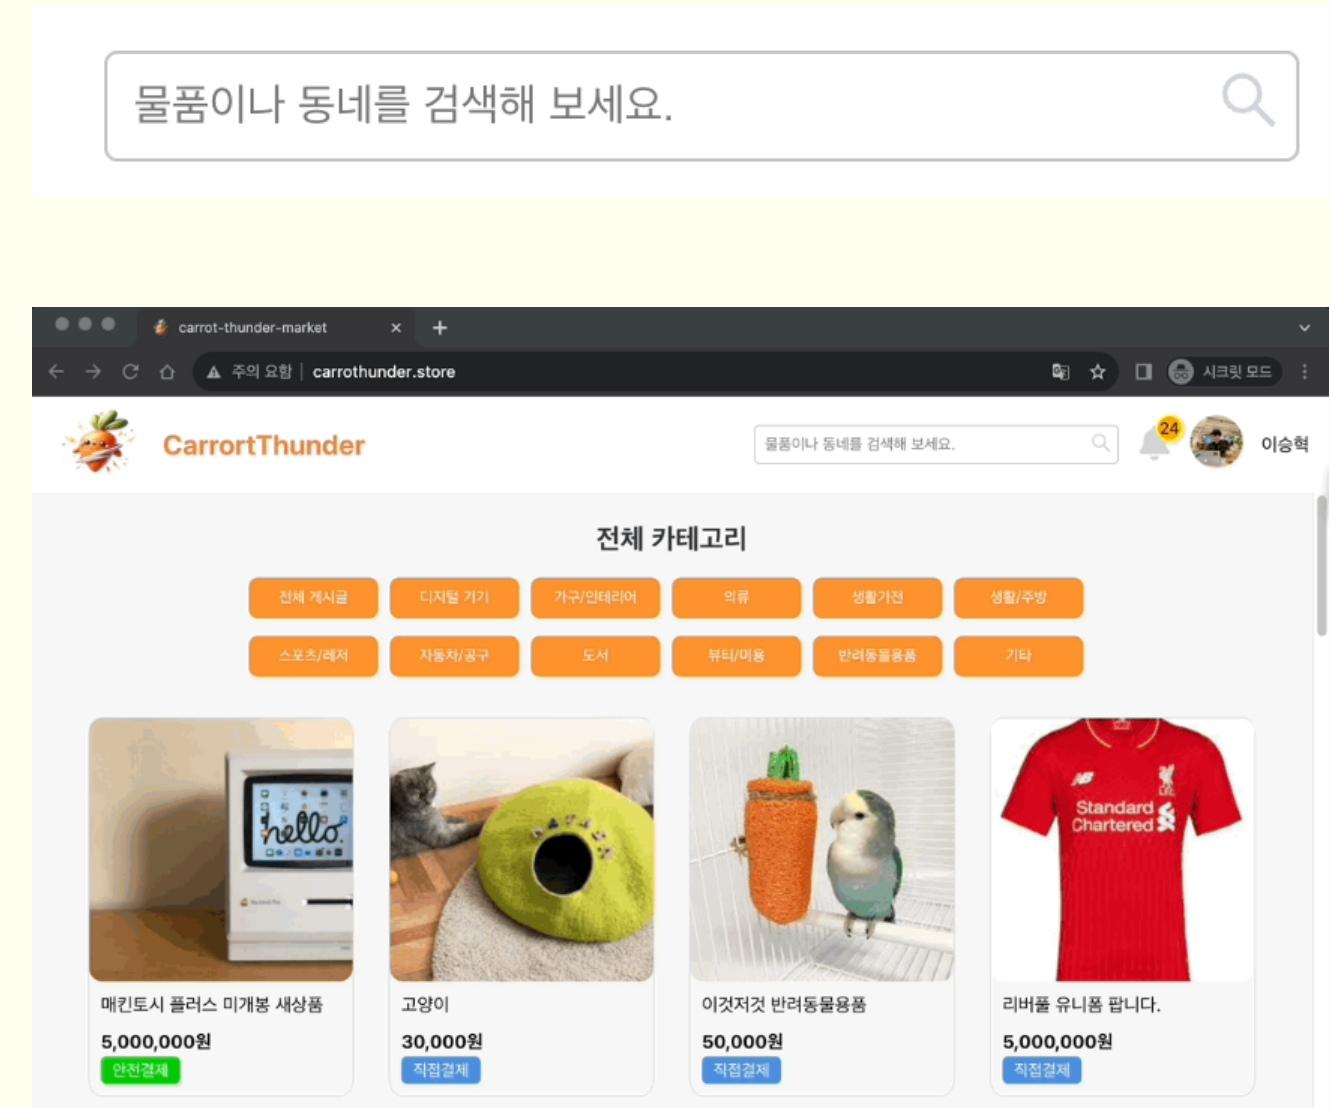 물품이나 동네를 검색해 보세요.
carrot-thunder-market
주의 요함 | carrothunder.store
시크릿 모드
CarrortThunder
물품이나 동네를 검색해 보세요.
24
이승혁
전체 카테고리
전체 게시글 디지털 기기 가구/인테리어 의류 생활가전 생활/주방
스포츠/레저 자동차/공구 도서 뷰티/미용 반려동물용품 기타
hello.
NB
Standard
Chartered
매킨토시 플러스 미개봉 새상품 고양이 이것저것 반려동물용품 리버풀 유니폼 팝니다.
5,000,000원 30,000원 50,000원 5,000,000원
안전결제 직접결제 직접결제 직접결제